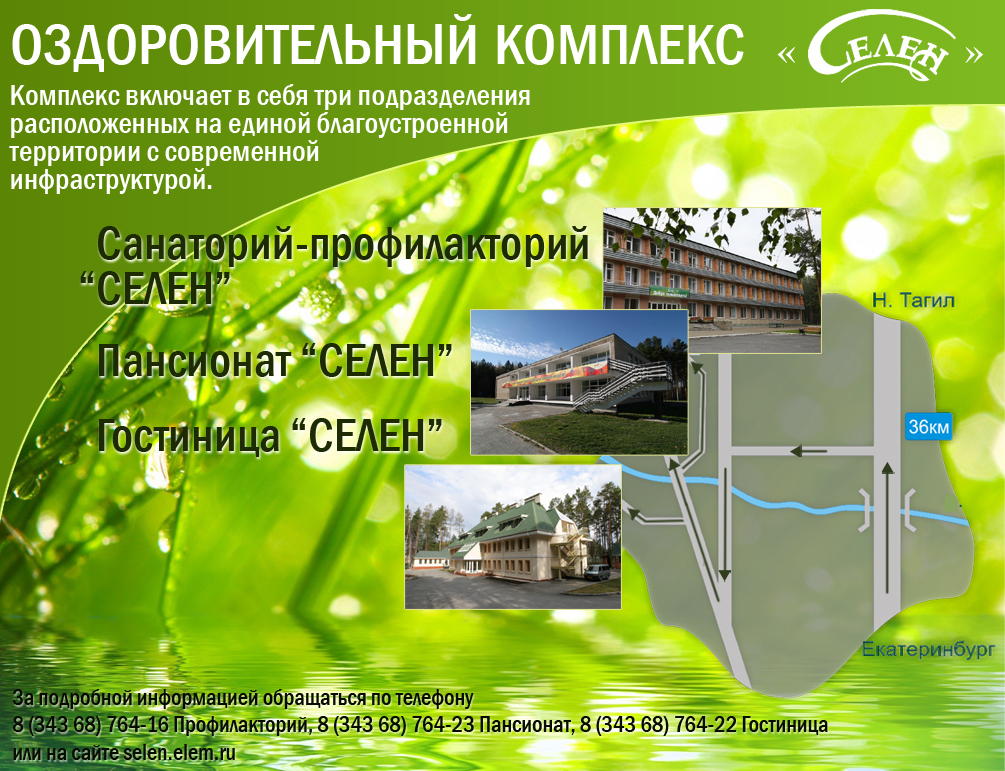 ОЗДОРОВИТЕЛЬНЫЙ КОМПЛЕКС « СЕЛЕН »
Комплекс включает в себя три подразделения
расположенных на единой благоустроенной
территории с современной
инфраструктурой.
Санаторий-профилакторий
“СЕЛЕН”
Пансионат “СЕЛЕН”
Гостиница “СЕЛЕН”
Н. Тагил
36км
Екатеринбург
За подробной информацией обращаться по телефону
8 (343 68) 764-16 Профилакторий, 8 (343 68) 764-23 Пансионат, 8 (343 68) 764-22 Гостиница
или на сайте selen.elem.ru